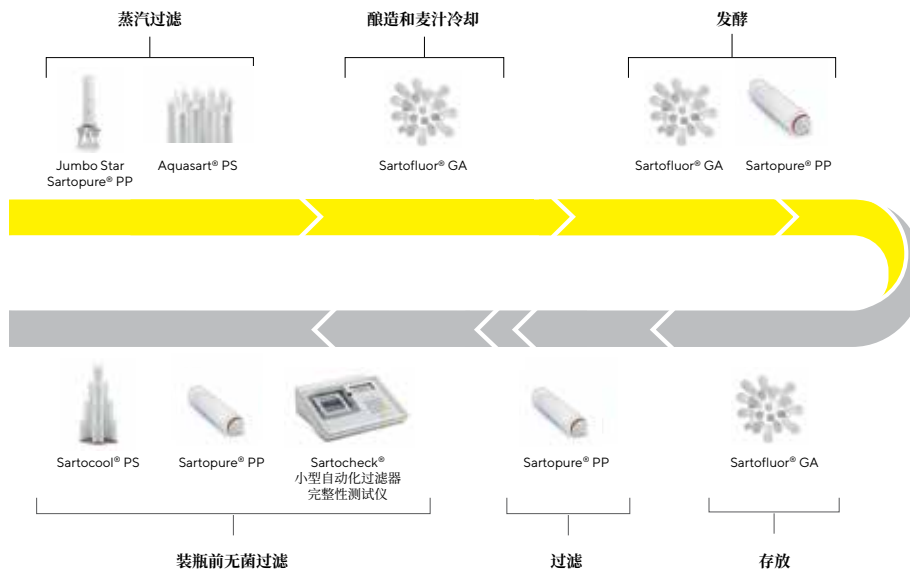 蒸汽过滤
酿造和麦汁冷却
发酵
Jumbo Star
Sartopure® PP
Aquasart® PS
Sartofluor® GA
Sartofluor® GA
Sartopure® PP
Sartocool® PS
Sartopure® PP
Sartocheck®
小型自动化过滤器
完整性测试仪
Sartopure® PP
Sartofluor® GA
装瓶前无菌过滤
过滤
存放